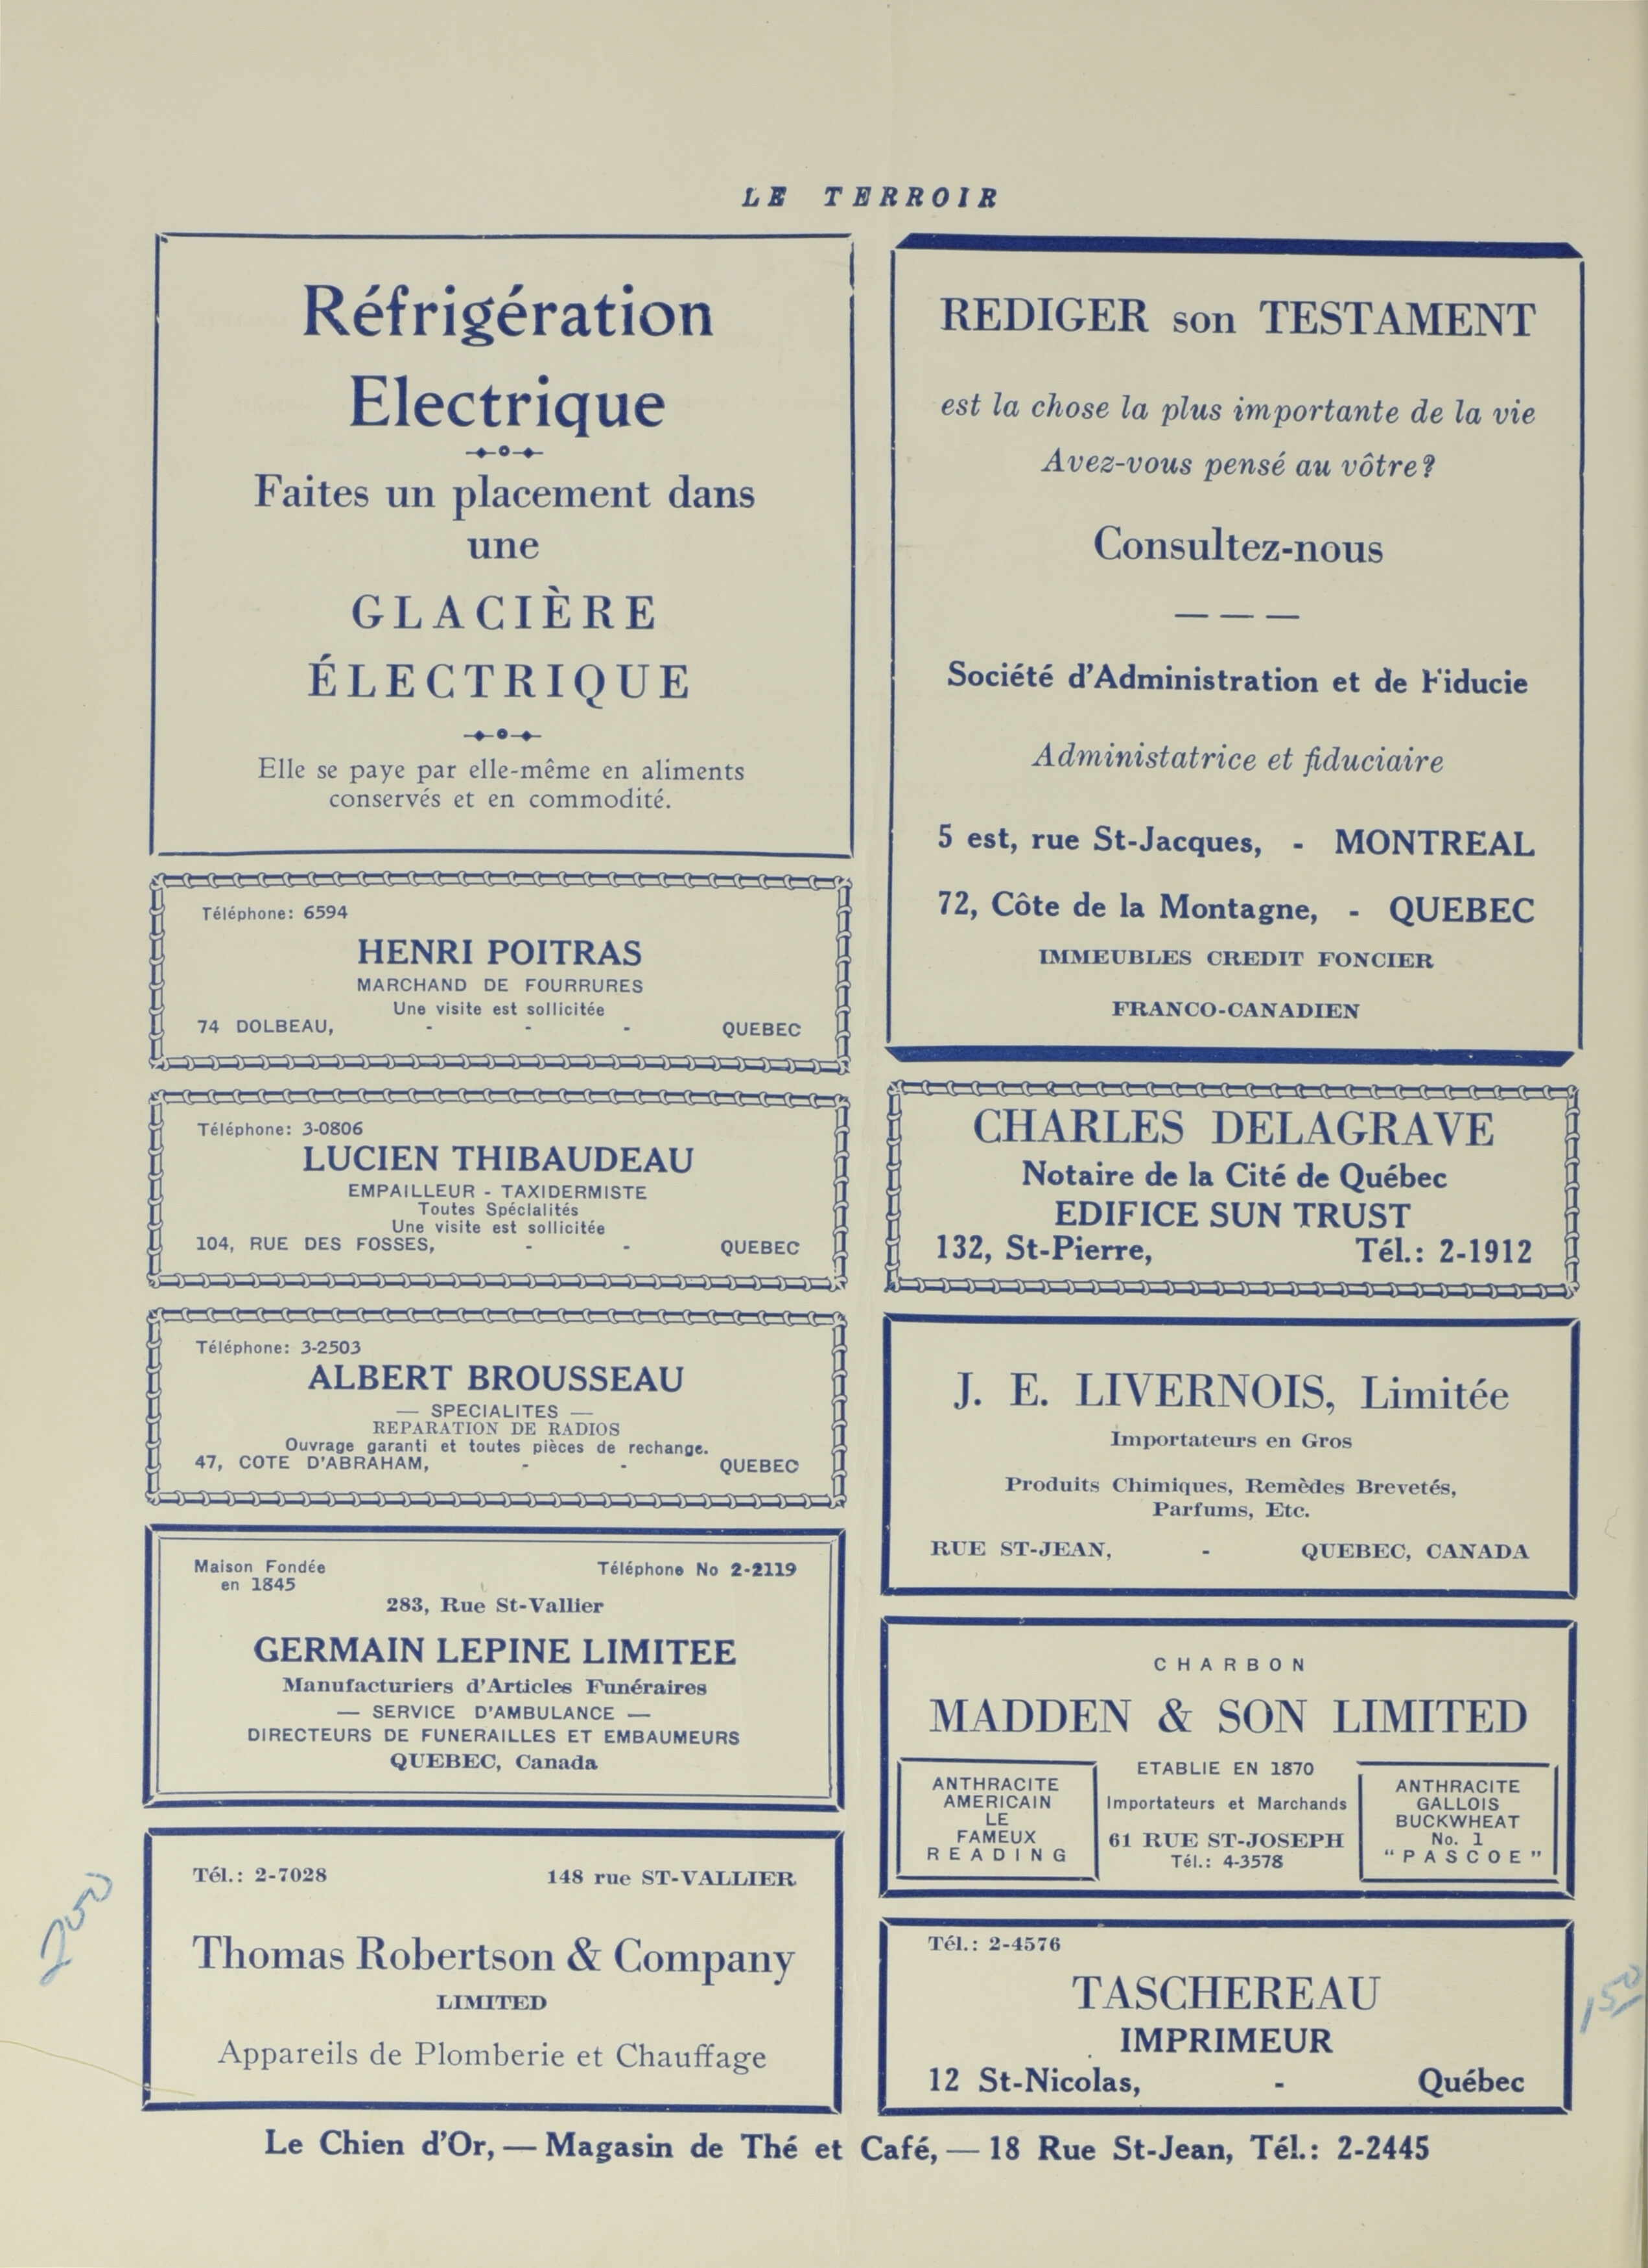 LE TERROIR
Réfrigération
Electrique
Faites un placement dans
une
GLACIÈRE
ÉLECTRIQUE
Elle se paye par elle-même en aliments
conservés et en commodité.
Téléphone: 6594
HENRI POITRAS
MARCHAND DE FOURRURES
Une visite est sollicitée
74 DOLBEAU, - - - QUEBEC
Téléphone: 3-0806
LUCIEN THIBAUDEAU
EMPAILLEUR - TAXIDERMISTE
Toutes Spécialités
Une visite est sollicitée
104, RUE DES FOSSES, - - QUEBEC
Téléphone: 3-2503
ALBERT BROUSSEAU
— SPECIALITES —
REPARATION DE RADIOS
Ouvrage garanti et toutes pièces de rechange.
47, COTE D'ABRAHAM, - - QUEBEC
Maison Fondée
en 1845
Téléphone No 2-2119
283, Rue St-Vallier
GERMAIN LEPINE LIMITEE
Manufacturiers d'Articles Funéraires
— SERVICE D'AMBULANCE —
DIRECTEURS DE FUNERAILLES ET EMBAUMEURS
QUEBEC, Canada
Tél.: 2-7028 148 rue ST-VALLIER
Thomas Robertson & Company
LIMITED
Appareils de Plomberie et Chauffage
200
REDIGER son TESTAMENT
est la chose la plus importante de la vie
Avez-vous pensé au vôtre?
Consultez-nous
— — —
Société d'Administration et de Fiducie
Administatrice et fiduciaire
5 est, rue St-Jacques, - MONTREAL
72, Côte de la Montagne, - QUEBEC
IMMEUBLES CREDIT FONCIER
FRANCO-CANADIEN
CHARLES DELAGRAVE
Notaire de la Cité de Québec
EDIFICE SUN TRUST
132, St-Pierre, Tél.: 2-1912
J. E. LIVERNOIS, Limitée
Importateurs en Gros
Produits Chimiques, Remèdes Brevetés,
Parfums, Etc.
RUE ST-JEAN, - QUEBEC, CANADA
CHARBON
MADDEN & SON LIMITED
ANTHRACITE
AMERICAIN
LE
FAMEUX
READING
ETABLIE EN 1870
Importateurs et Marchands
61 RUE ST-JOSEPH
Tél.: 4-3578
ANTHRACITE
GALLOIS
BUCKWHEAT
No. 1
"PASCOE"
Tél.: 2-4576
TASCHEREAU
IMPRIMEUR
12 St-Nicolas, - Québec
150
Le Chien d'Or, — Magasin de Thé et Café, — 18 Rue St-Jean, Tél.: 2-2445